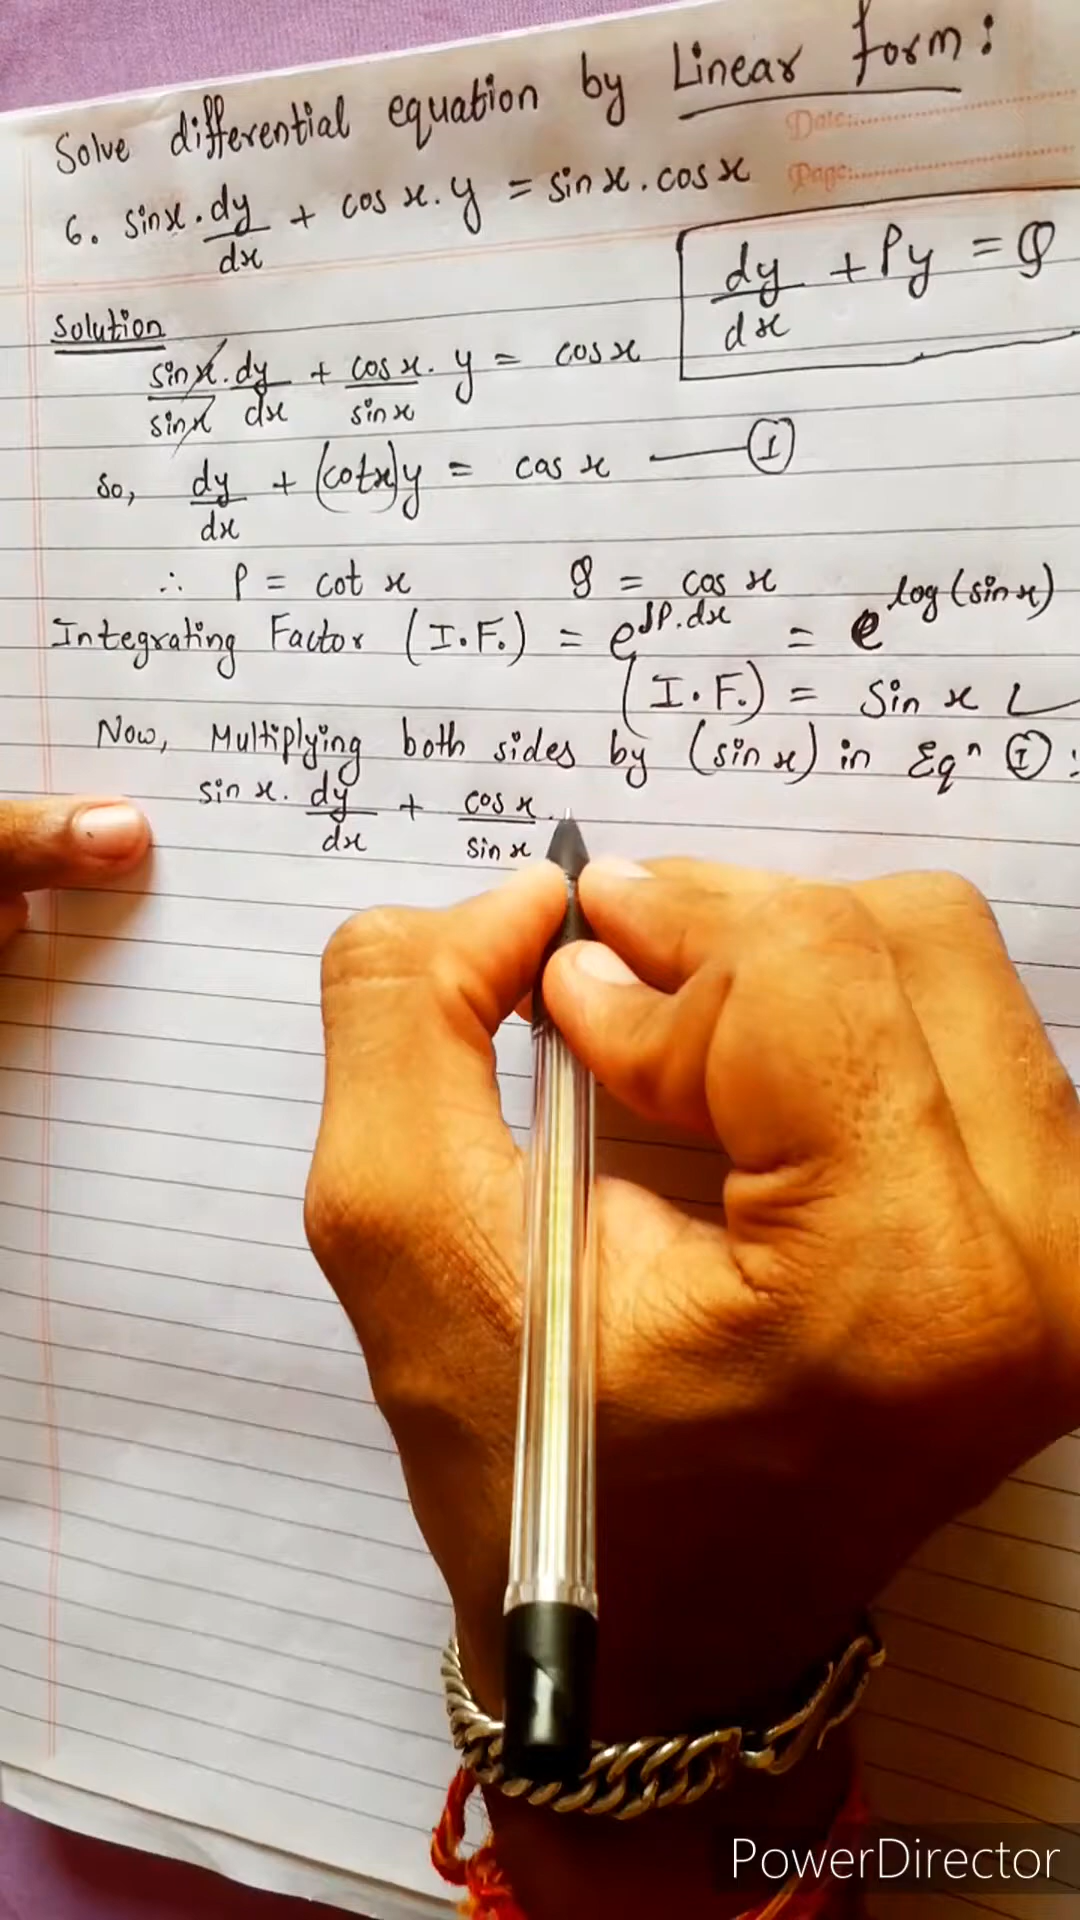 Solve differential equation by Linear form :
Date:
Page:
6. sinx . dy/dx + cos x . y = sin x . cos x
dy/dx + Py = Q
Solution
sinx . dy / sinx dx + cos x / sin x . y = cos x
So, dy/dx + (cotx)y = cos x — I
∴ P = cot x Q = cos x
Integrating Factor (I.F.) = e^∫P.dx = e^log(sin x)
(I.F.) = Sin x
Now, Multiplying both sides by (sin x) in Eqⁿ I :
sin x . dy/dx + cos x / sin x .
PowerDirector